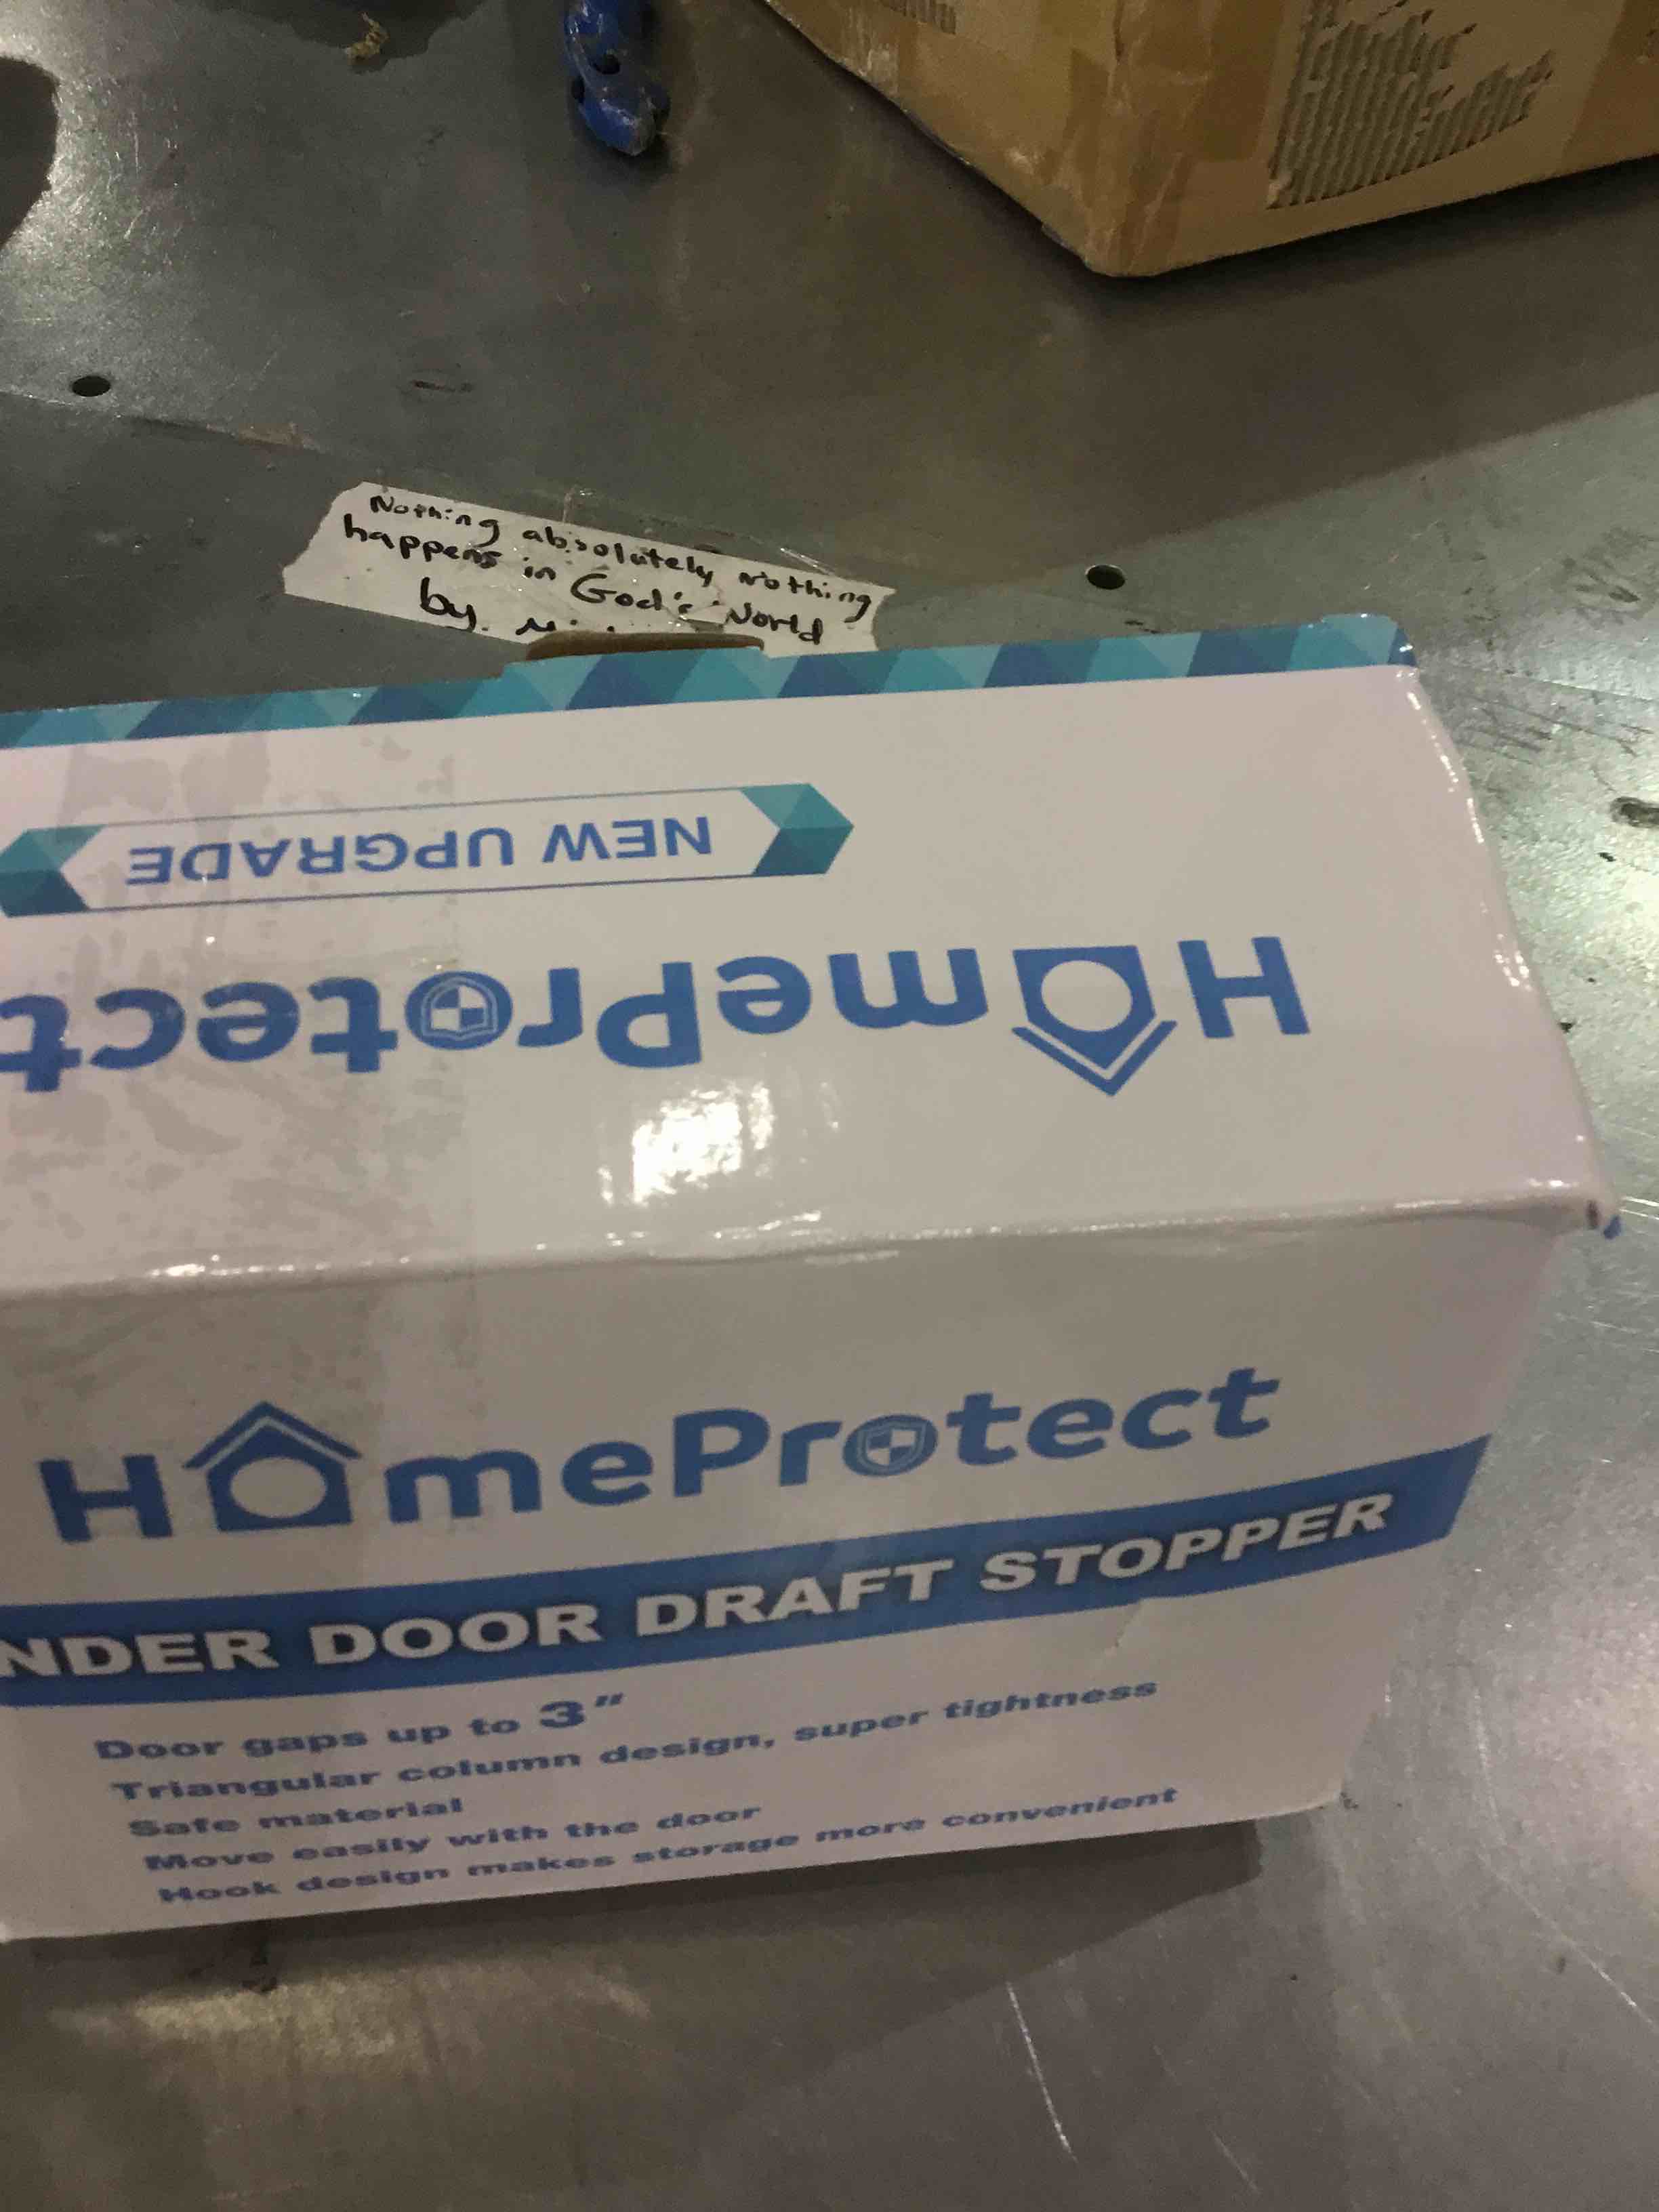 Nothing absolutely nothing
happens in God's World
by.
NEW UPGRADE
HomeProtect
HomeProtect
NDER DOOR DRAFT STOPPER
Door gaps up to 3"
Triangular column design, super tightness
Safe material
Move easily with the door
Hook design makes storage more convenient